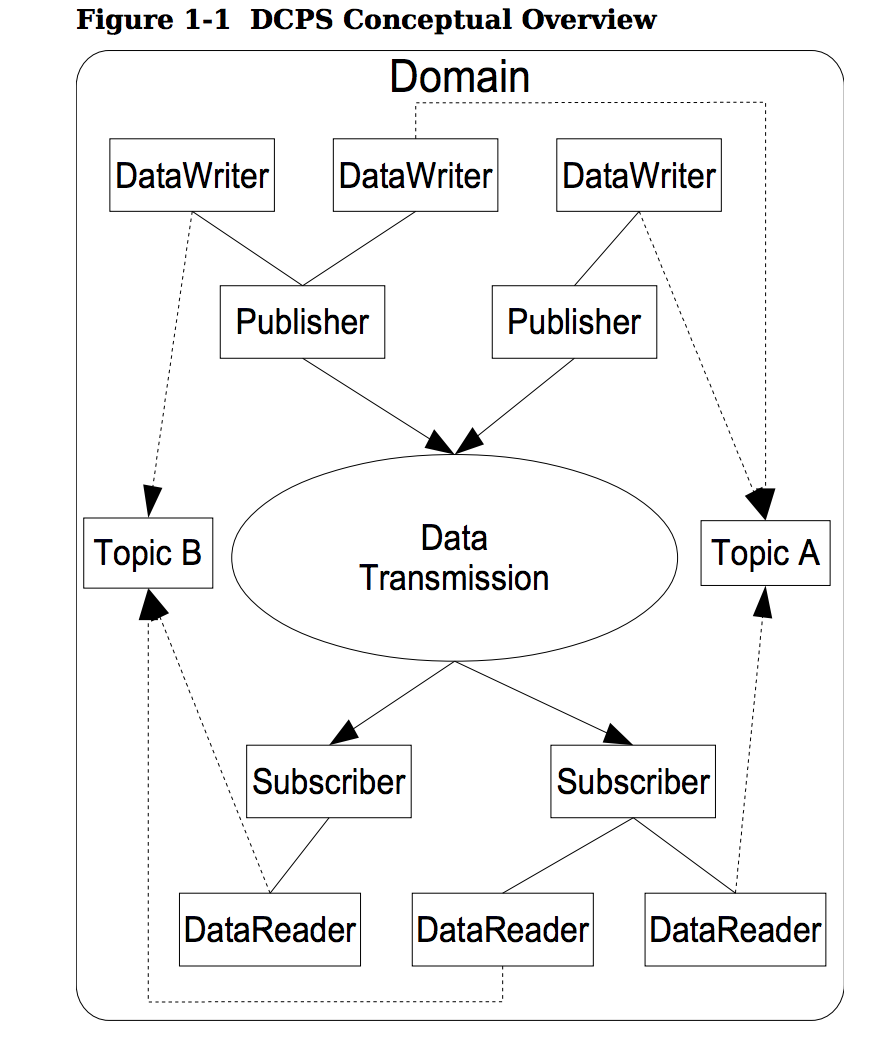 Figure 1-1 DCPS Conceptual Overview
Domain
DataWriter
DataWriter
DataWriter
Publisher
Publisher
Topic B
Data
Transmission
Topic A
Subscriber
Subscriber
DataReader
DataReader
DataReader